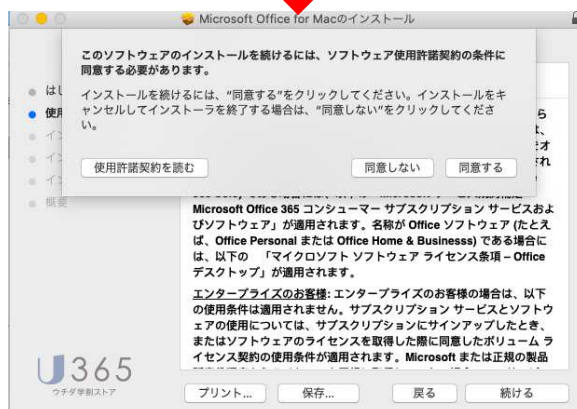 Microsoft Office for Macのインストール
このソフトウェアのインストールを続けるには、ソフトウェア使用許諾契約の条件に
同意する必要があります。
インストールを続けるには、“同意する”をクリックしてください。インストールをキ
ャンセルしてインストーラを終了する場合は、“同意しない”をクリックしてくださ
い。
使用許諾契約を読む
同意しない
同意する
はじ
使用
イン
イン
イン
概要
Microsoft Office 365 コンシューマー サブスクリプション サービスおよ
びソフトウェア」が適用されます。名称が Office ソフトウェア (たとえ
ば、Office Personal または Office Home & Businesss) である場合に
は、以下の 「マイクロソフト ソフトウェア ライセンス条項 – Office
デスクトップ」が適用されます。
エンタープライズのお客様: エンタープライズのお客様の場合は、以下
の使用条件は適用されません。サブスクリプション サービスとソフトウ
ェアの使用については、サブスクリプションにサインアップしたとき、
またはソフトウェアのライセンスを取得した際に同意したボリューム ラ
イセンス契約の使用条件が適用されます。Microsoft または正規の製品
U365
ウチダ学割ストア
プリント...
保存...
戻る
続ける